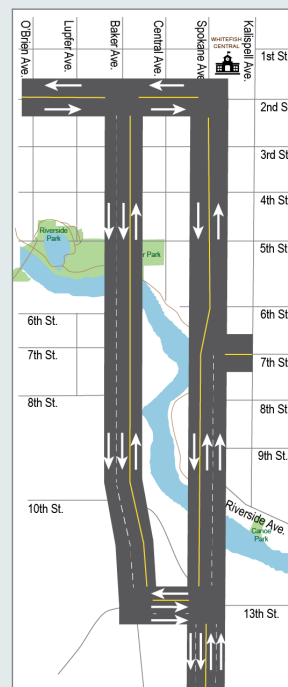 O'Brien Ave.
Lupfer Ave.
Baker Ave.
Central Ave.
Spokane Ave.
Kalispell Ave.
WHITEFISH
CENTRAL
1st St.
2nd St.
3rd St.
4th St.
Riverside
Park
r Park
5th St.
6th St.
6th St.
7th St.
7th St.
8th St.
8th St.
9th St.
10th St.
Riverside Ave.
Canoe
Park
13th St.